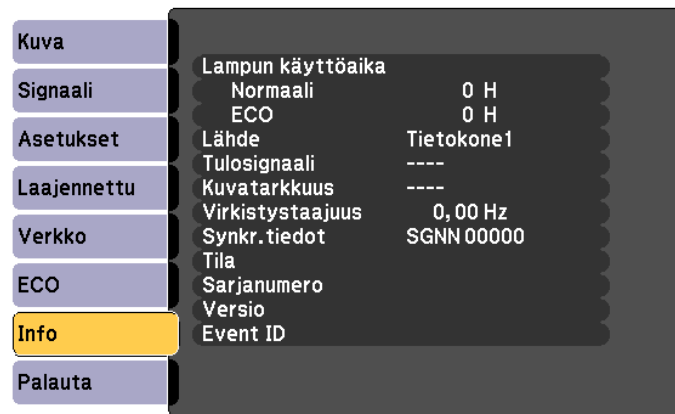 Kuva
Signaali
Asetukset
Laajennettu
Verkko
ECO
Info
Palauta
Lampun käyttöaika
Normaali 0 H
ECO 0 H
Lähde Tietokone1
Tulosignaali ----
Kuvatarkkuus ----
Virkistystaajuus 0,00 Hz
Synkr.tiedot SGNN 00000
Tila
Sarjanumero
Versio
Event ID